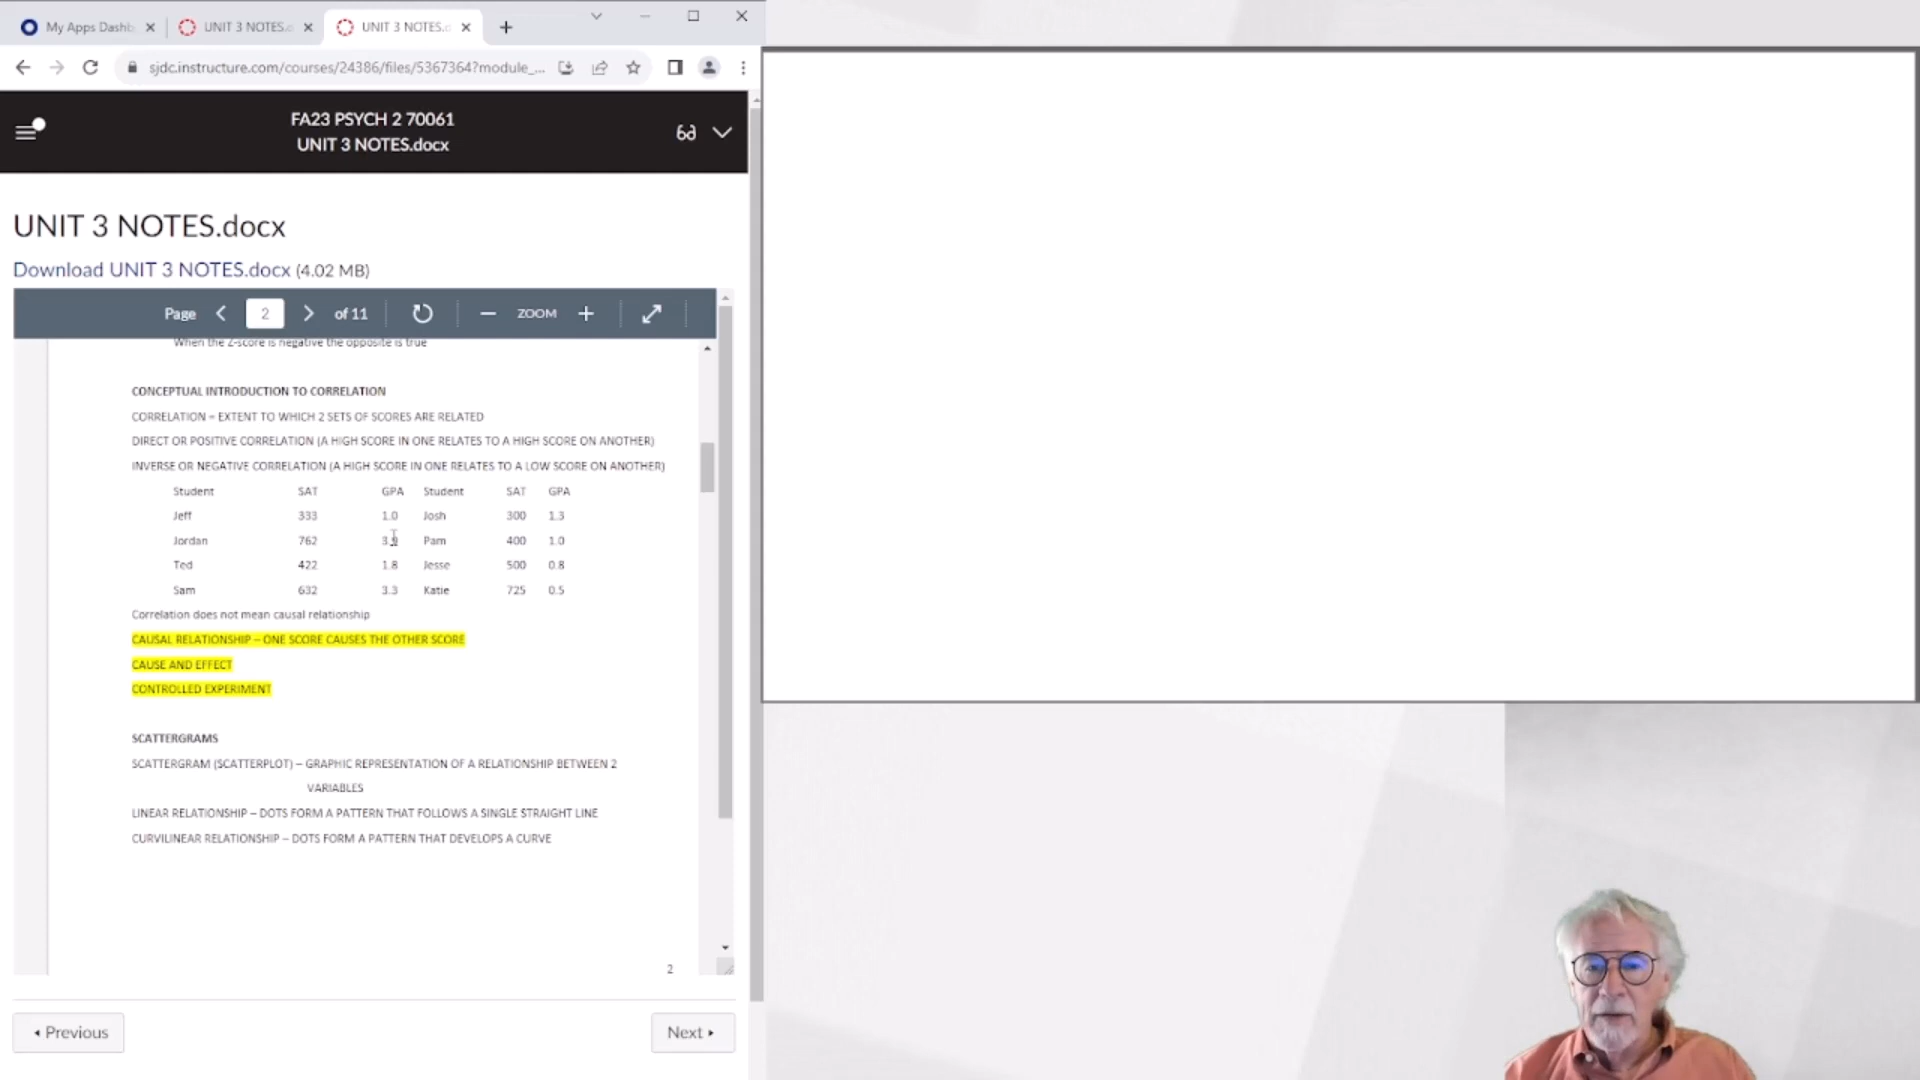 My Apps Dashb
UNIT 3 NOTES.d
UNIT 3 NOTES.d
sjdc.instructure.com/courses/24386/files/5367364?module_...
FA23 PSYCH 2 70061
UNIT 3 NOTES.docx
UNIT 3 NOTES.docx
Download UNIT 3 NOTES.docx (4.02 MB)
Page 2 of 11 ZOOM
When the Z-score is negative the opposite is true
CONCEPTUAL INTRODUCTION TO CORRELATION
CORRELATION = EXTENT TO WHICH 2 SETS OF SCORES ARE RELATED
DIRECT OR POSITIVE CORRELATION (A HIGH SCORE IN ONE RELATES TO A HIGH SCORE ON ANOTHER)
INVERSE OR NEGATIVE CORRELATION (A HIGH SCORE IN ONE RELATES TO A LOW SCORE ON ANOTHER)
Student SAT GPA Student SAT GPA
Jeff 333 1.0 Josh 300 1.3
Jordan 762 Pam 400 1.0
Ted 422 1.8 Jesse 500 0.8
Sam 632 3.3 Katie 725 0.5
Correlation does not mean causal relationship
CAUSAL RELATIONSHIP – ONE SCORE CAUSES THE OTHER SCORE
CAUSE AND EFFECT
CONTROLLED EXPERIMENT
SCATTERGRAMS
SCATTERGRAM (SCATTERPLOT) – GRAPHIC REPRESENTATION OF A RELATIONSHIP BETWEEN 2
VARIABLES
LINEAR RELATIONSHIP – DOTS FORM A PATTERN THAT FOLLOWS A SINGLE STRAIGHT LINE
CURVILINEAR RELATIONSHIP – DOTS FORM A PATTERN THAT DEVELOPS A CURVE
2
Previous
Next